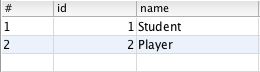 # id name
1 1 Student
2 2 Player